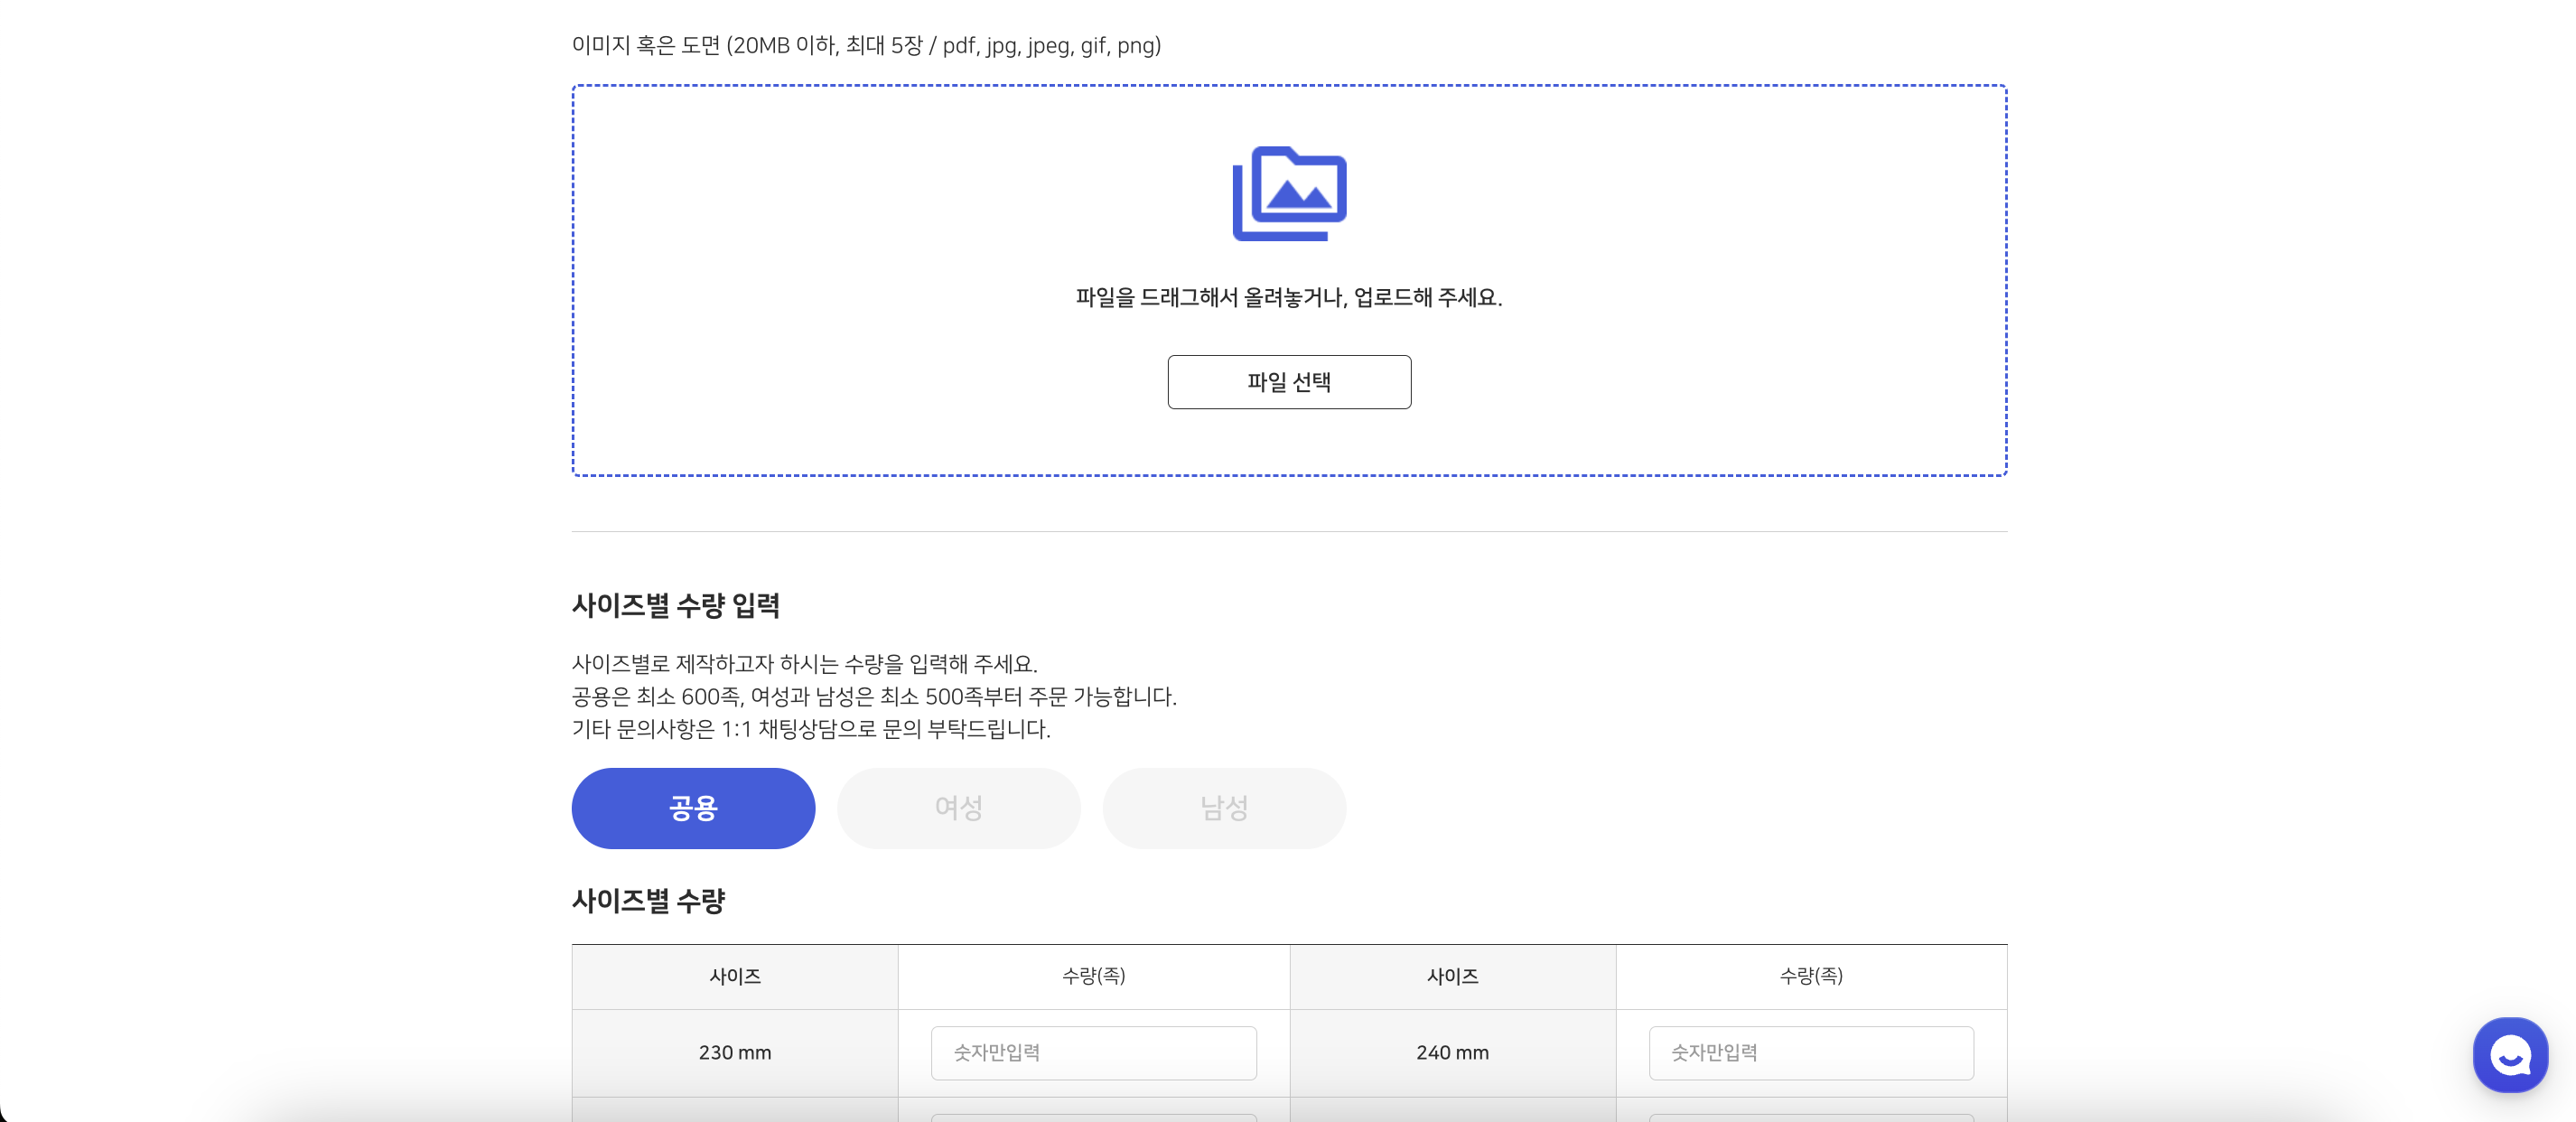 이미지 혹은 도면 (20MB 이하, 최대 5장 / pdf, jpg, jpeg, gif, png)
파일을 드래그해서 올려놓거나, 업로드해 주세요.
파일 선택
사이즈별 수량 입력
사이즈별로 제작하고자 하시는 수량을 입력해 주세요.
공용은 최소 600족, 여성과 남성은 최소 500족부터 주문 가능합니다.
기타 문의사항은 1:1 채팅상담으로 문의 부탁드립니다.
공용 여성 남성
사이즈별 수량
사이즈 수량(족) 사이즈 수량(족)
230 mm 숫자만입력 240 mm 숫자만입력